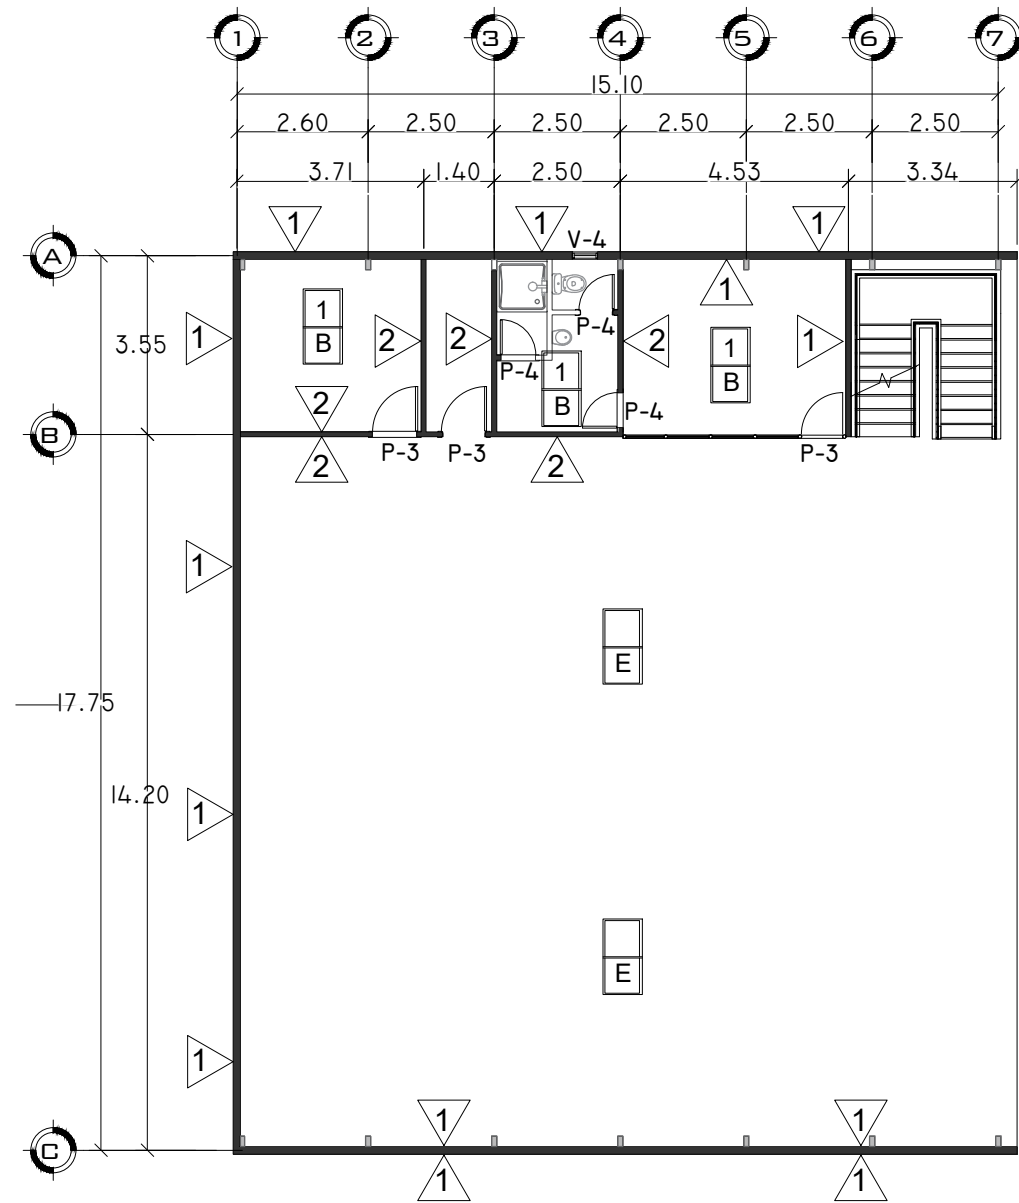 1 2 3 4 5 6 7
15.10
2.60 2.50 2.50 2.50 2.50 2.50
3.71 1.40 2.50 4.53 3.34
1 1 V-4 1
A
1
1
1 3.55 1 B 2 2 P-4 2 1 B 1
P-4 1 B
2 P-4
B
P-3 P-3 P-3
2 2
1
E
17.75
14.20
1
E
1
1 1
C
1 1
N